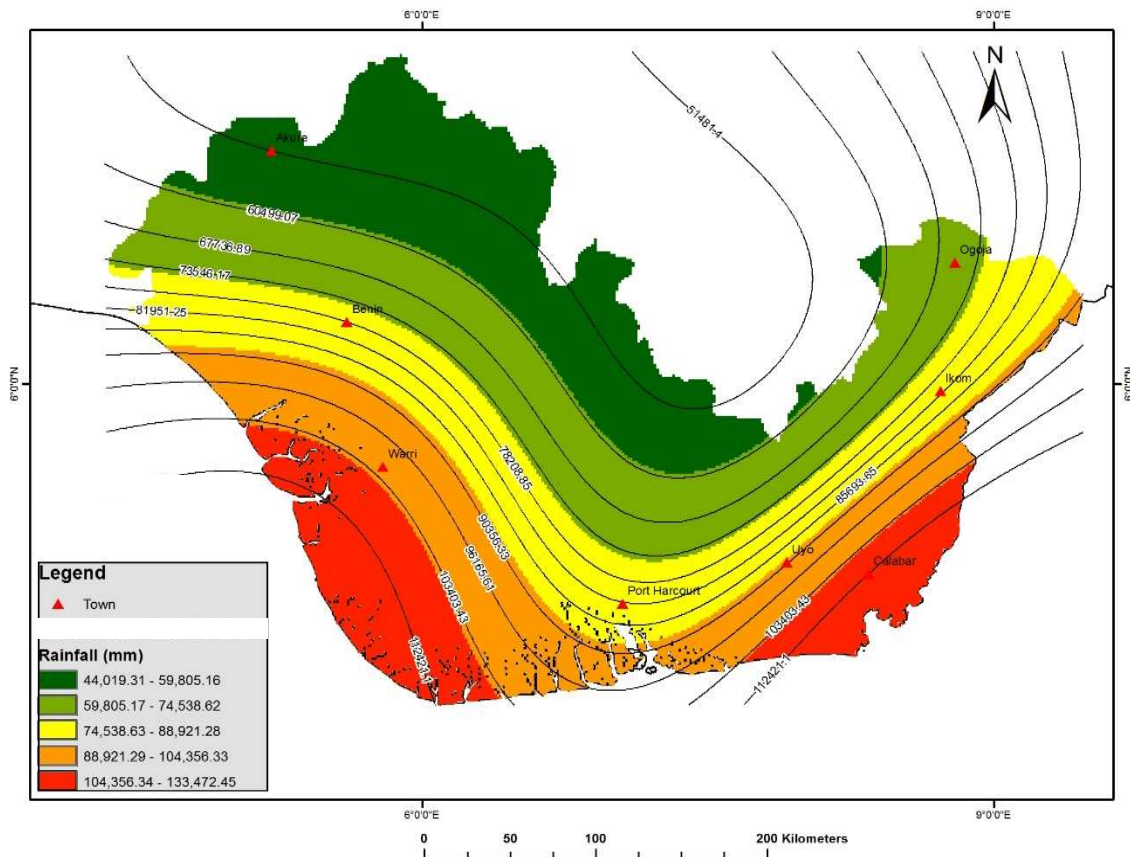 6°0'0"E
9°0'0"E
N
51481.4
Akure
60499.07
67736.89
73546.17
81951.25
Benin
Ogoja
Ikom
6°0'0"N
6°0'0"N
Warri
78208.85
85693.65
90356.33
96165.61
103403.43
112421.1
Uyo
Calabar
Port Harcourt
103403.43
112421.1
Legend
Town
Rainfall (mm)
44,019.31 - 59,805.16
59,805.17 - 74,538.62
74,538.63 - 88,921.28
88,921.29 - 104,356.33
104,356.34 - 133,472.45
6°0'0"E
9°0'0"E
0 50 100 200 Kilometers